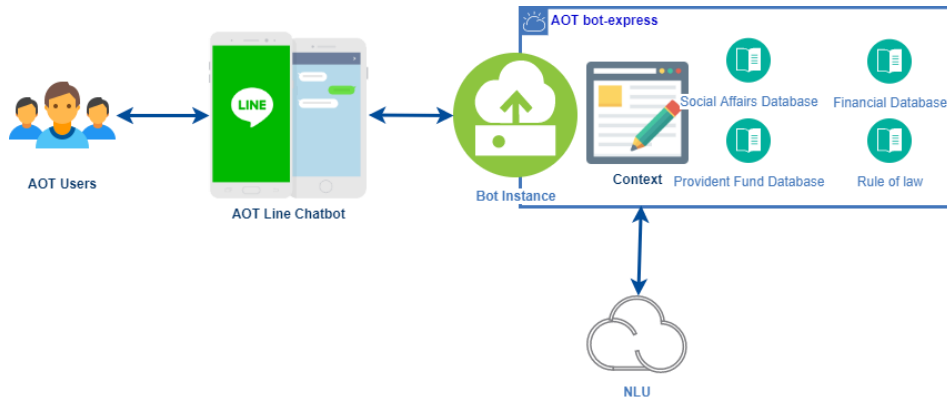 AOT bot-express
LINE
Social Affairs Database
Financial Database
Provident Fund Database
Rule of law
Context
Bot Instance
AOT Users
AOT Line Chatbot
NLU